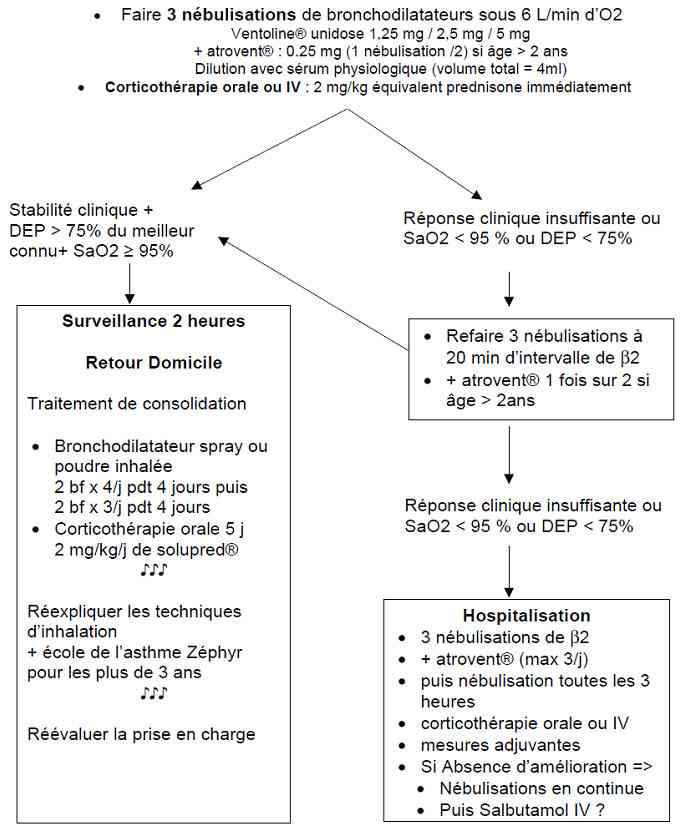 • Faire 3 nébulisations de bronchodilatateurs sous 6 L/min d'O2
Ventoline® unidose 1,25 mg / 2,5 mg / 5 mg
+ atrovent® : 0.25 mg (1 nébulisation /2) si âge > 2 ans
Dilution avec sérum physiologique (volume total = 4ml)
• Corticothérapie orale ou IV : 2 mg/kg équivalent prednisone immédiatement
Stabilité clinique +
DEP > 75% du meilleur
connu+ SaO2 ≥ 95%
Surveillance 2 heures
Retour Domicile
Traitement de consolidation
• Bronchodilatateur spray ou
poudre inhalée
2 bf x 4/j pdt 4 jours puis
2 bf x 3/j pdt 4 jours
• Corticothérapie orale 5 j
2 mg/kg/j de solupred®
♪♪♪
Réexpliquer les techniques
d'inhalation
+ école de l'asthme Zéphyr
pour les plus de 3 ans
♪♪♪
Réévaluer la prise en charge
Réponse clinique insuffisante ou
SaO2 < 95 % ou DEP < 75%
• Refaire 3 nébulisations à
20 min d'intervalle de β2
• + atrovent® 1 fois sur 2 si
âge > 2ans
Réponse clinique insuffisante ou
SaO2 < 95 % ou DEP < 75%
Hospitalisation
• 3 nébulisations de β2
• + atrovent® (max 3/j)
• puis nébulisation toutes les 3
heures
• corticothérapie orale ou IV
• mesures adjuvantes
• Si Absence d'amélioration =>
• Nébulisations en continue
• Puis Salbutamol IV ?